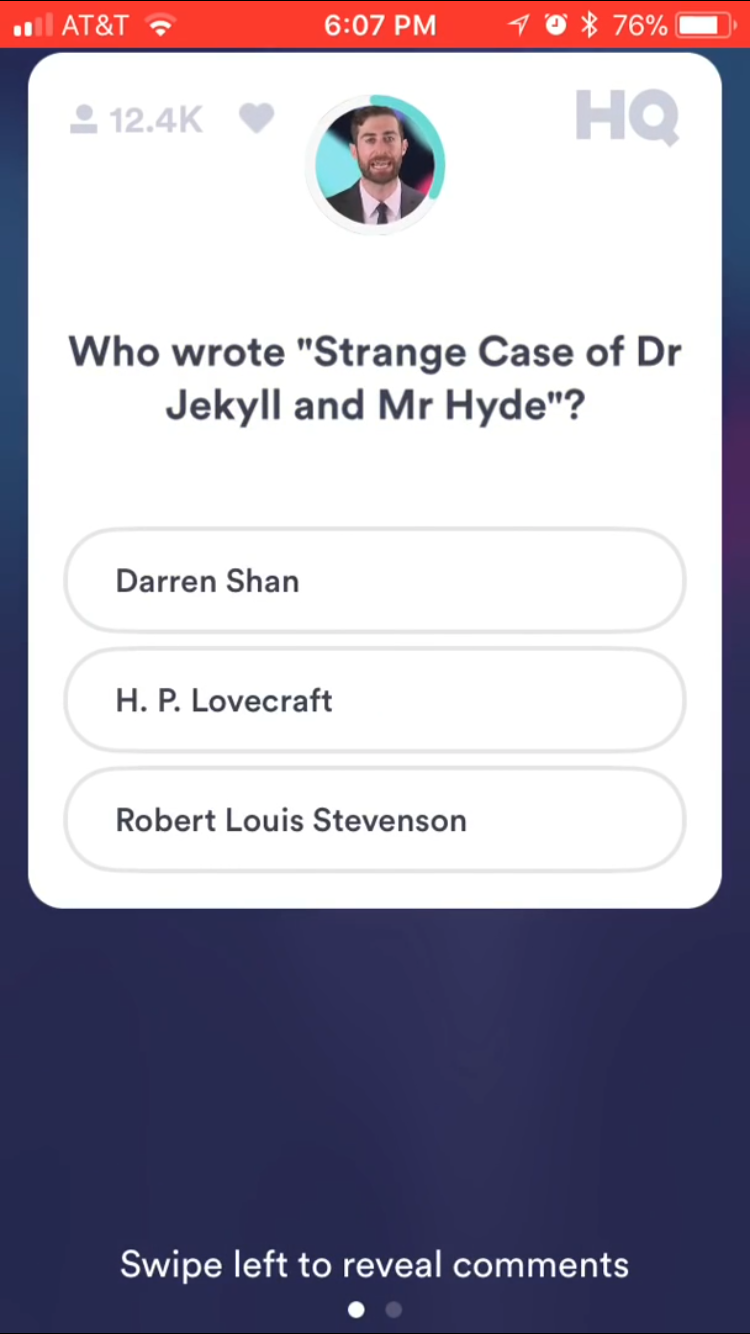 AT&T 6:07 PM 76%
12.4K HQ
Who wrote "Strange Case of Dr
Jekyll and Mr Hyde"?
Darren Shan
H. P. Lovecraft
Robert Louis Stevenson
Swipe left to reveal comments